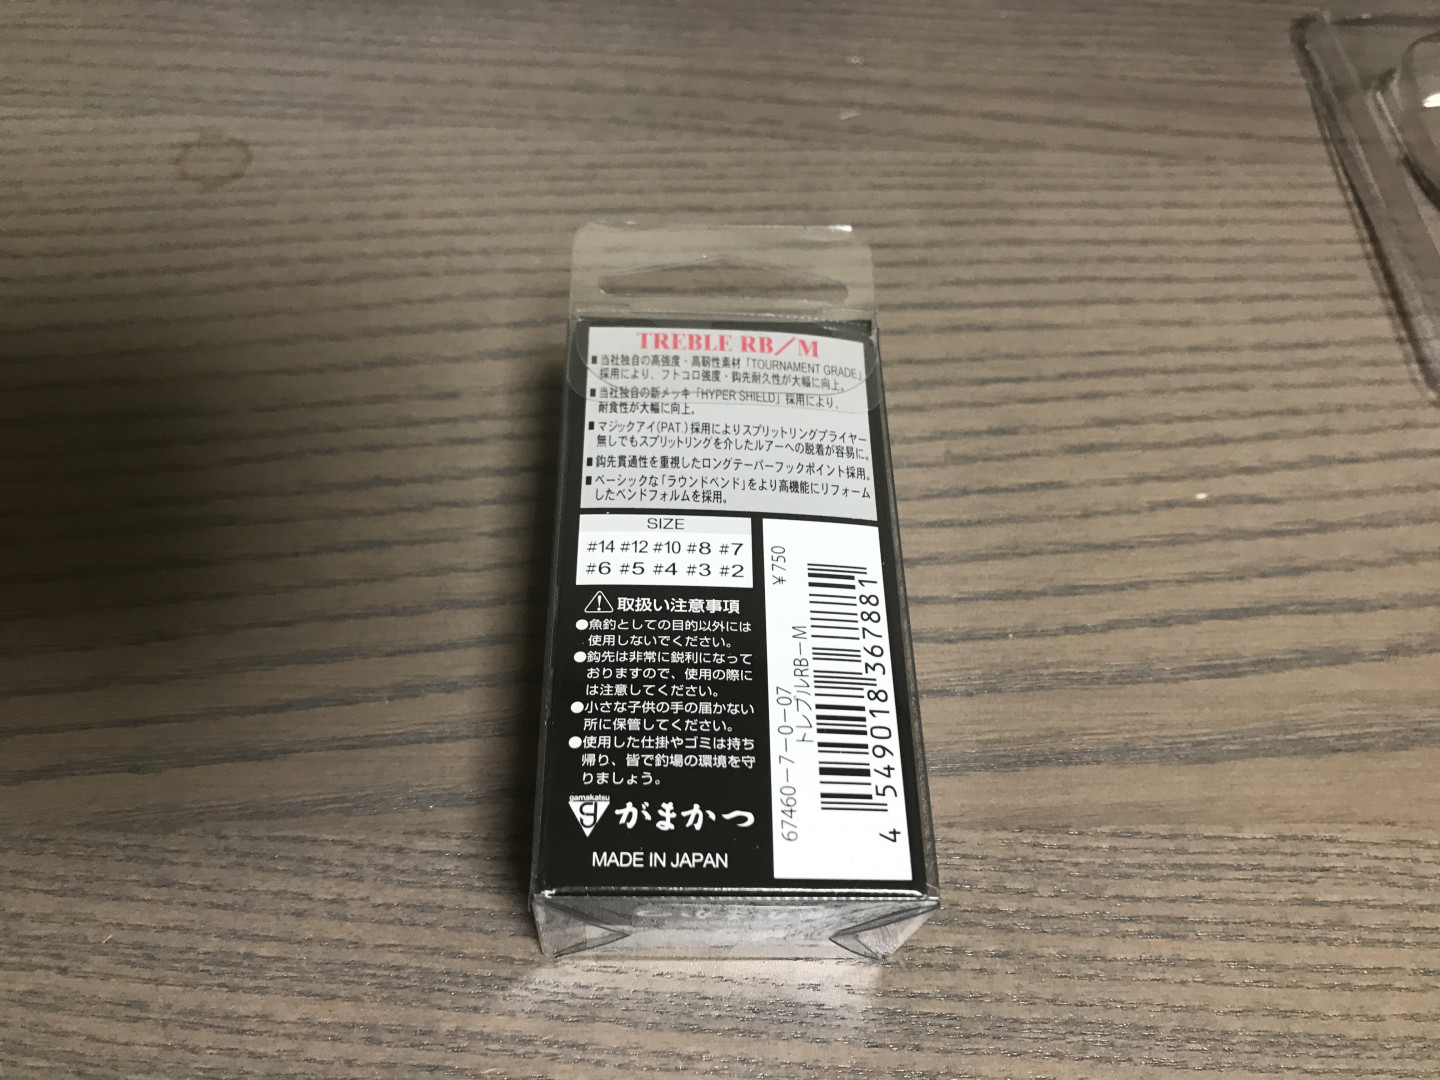 TREBLE RB／M
■当社独自の高強度・高靭性素材「TOURNAMENT GRADE」
採用により、フトコロ強度・鈎先耐久性が大幅に向上。
■当社独自の新メッキ「HYPER SHIELD」採用により、
耐食性が大幅に向上。
■マジックアイ(PAT.)採用によりスプリットリングプライヤー
無しでもスプリットリングを介したルアーへの脱着が容易に。
■鈎先貫通性を重視したロングテーパーフックポイント採用。
■ベーシックな「ラウンドベンド」をより高機能にリフォーム
したベンドフォルムを採用。
SIZE
#14 #12 #10 #8 #7
#6 #5 #4 #3 #2
⚠取扱い注意事項
●魚釣としての目的以外には
使用しないでください。
●鈎先は非常に鋭利になって
おりますので、使用の際に
は注意してください。
●小さな子供の手の届かない
所に保管してください。
●使用した仕掛やゴミは持ち
帰り、皆で釣場の環境を守
りましょう。
gamakatsu
がまかつ
MADE IN JAPAN
67460－7－0－07 ¥750
トレブルRB－M
4 549018 367881